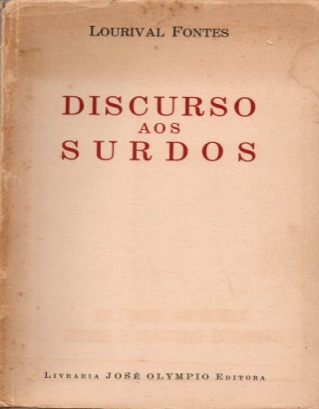 LOURIVAL FONTES
DISCURSO
AOS
SURDOS
LIVRARIA JOSÉ OLYMPIO EDITORA